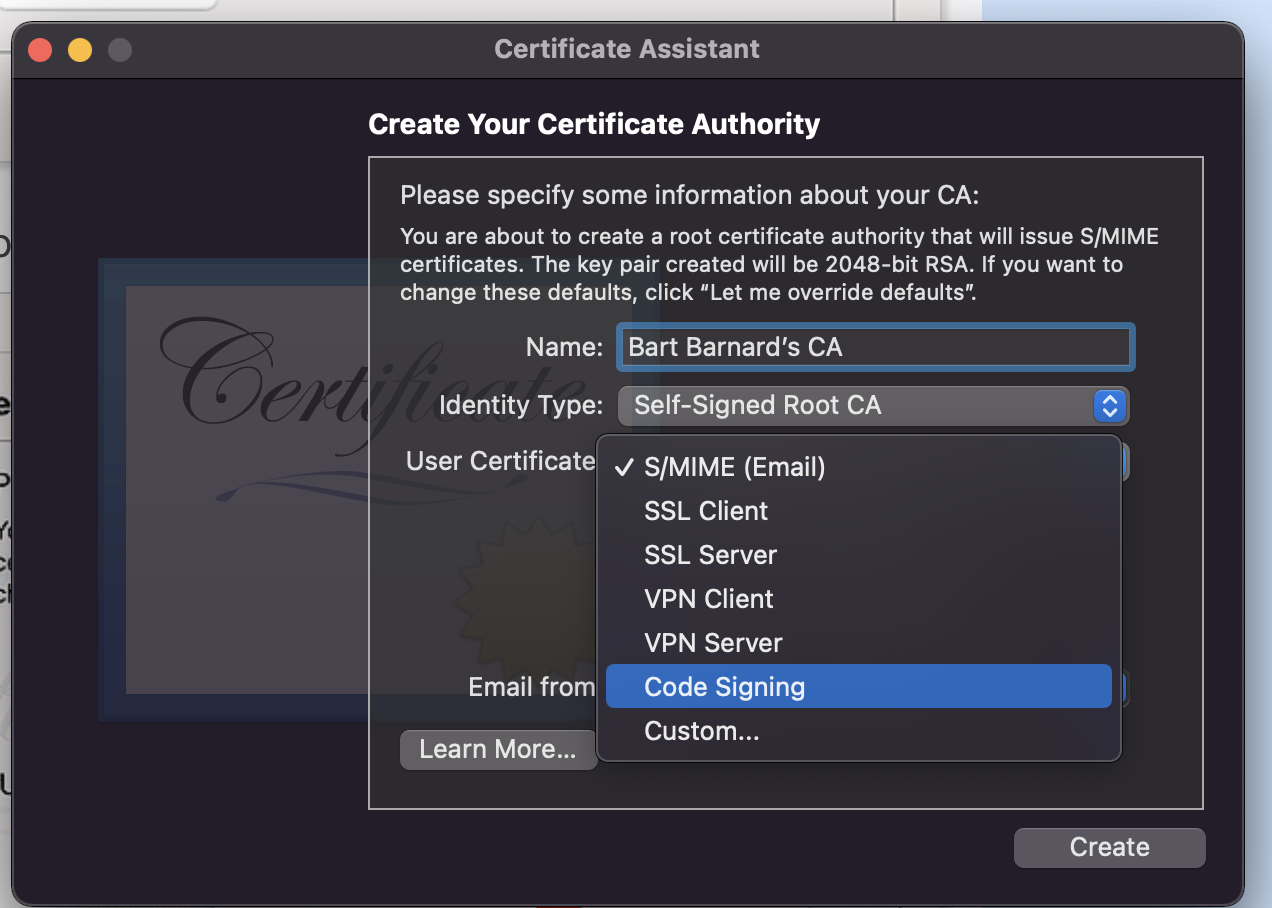 Certificate Assistant
Create Your Certificate Authority
Please specify some information about your CA:
You are about to create a root certificate authority that will issue S/MIME
certificates. The key pair created will be 2048-bit RSA. If you want to
change these defaults, click “Let me override defaults”.
Name: Bart Barnard’s CA
Certificate
Identity Type: Self-Signed Root CA
User Certificate
✓ S/MIME (Email)
SSL Client
SSL Server
VPN Client
VPN Server
Code Signing
Custom...
Email from
Learn More...
Create